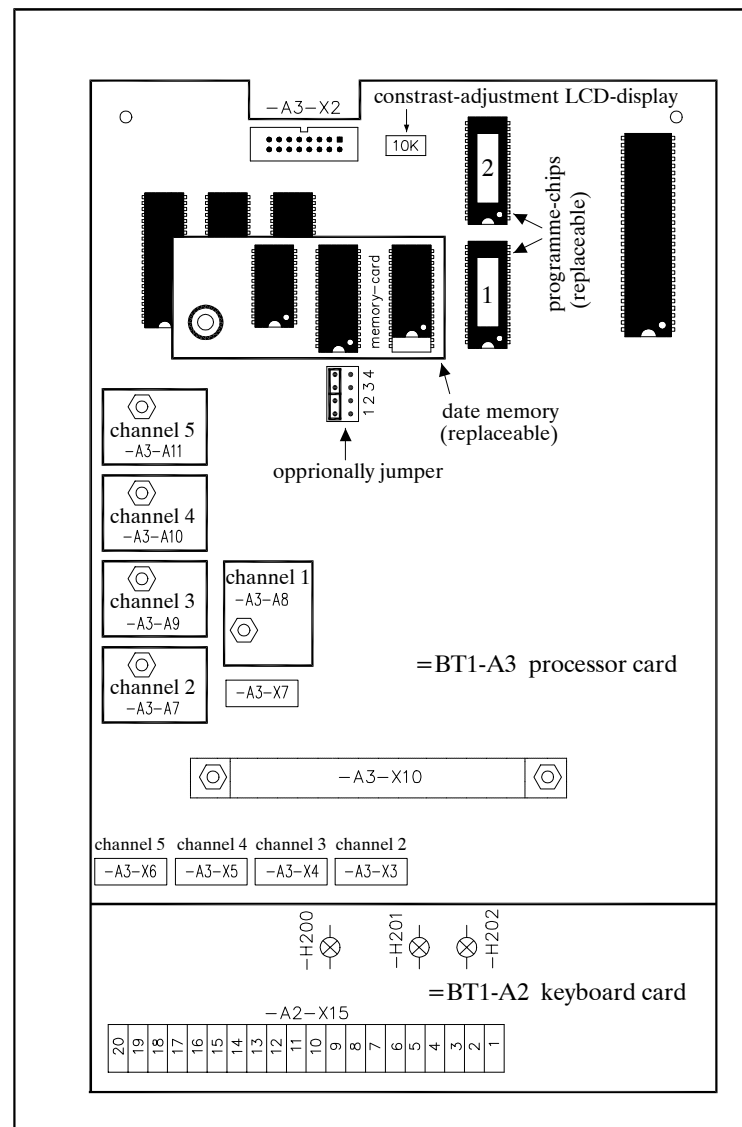 constrast-adjustment LCD-display
-A3-X2
10K
2
programme-chips
(replaceable)
1
memory-card
1 2 3 4
date memory
(replaceable)
opprionally jumper
channel 5
-A3-A11
channel 4
-A3-A10
channel 3
-A3-A9
channel 1
-A3-A8
channel 2
-A3-A7
-A3-X7
=BT1-A3 processor card
-A3-X10
channel 5 channel 4 channel 3 channel 2
-A3-X6 -A3-X5 -A3-X4 -A3-X3
-H200 -H201 -H202
=BT1-A2 keyboard card
-A2-X15
20 19 18 17 16 15 14 13 12 11 10 9 8 7 6 5 4 3 2 1